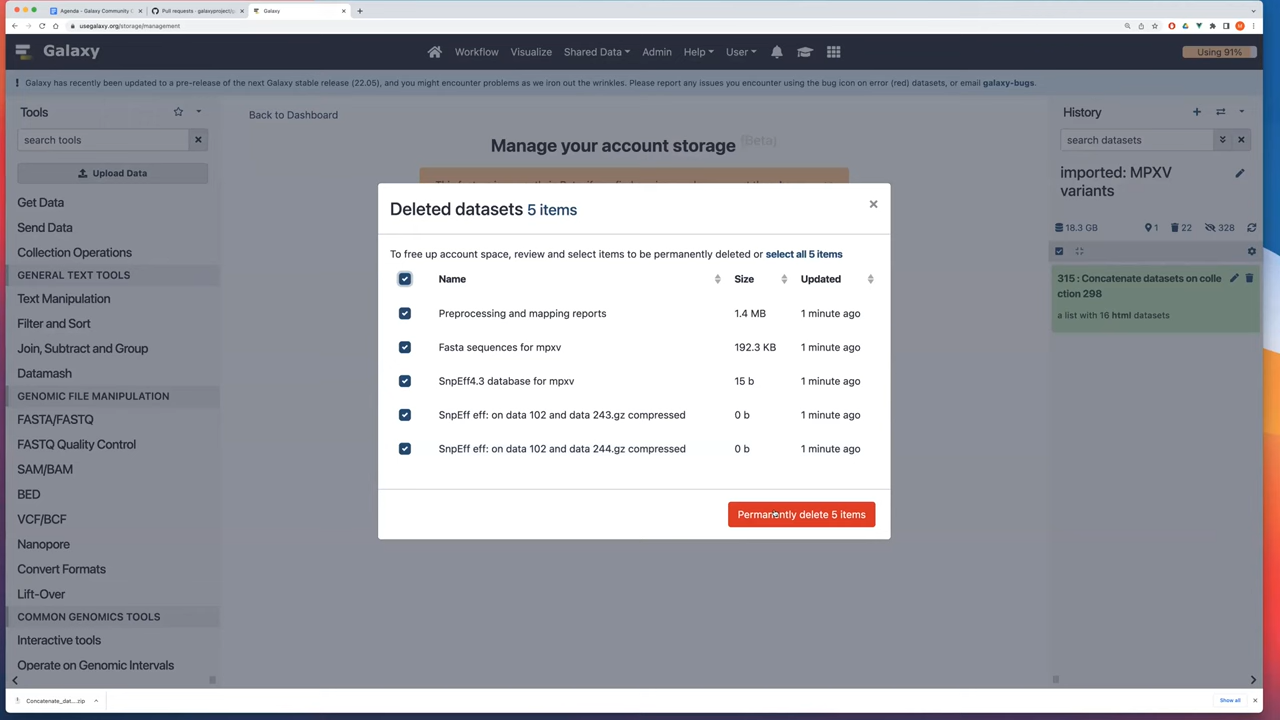 Agenda - Galaxy Community C
Pull requests · galaxyproject/g
Galaxy
usegalaxy.org/storage/management
Galaxy
Workflow
Visualize
Shared Data
Admin
Help
User
Using 91%
Galaxy has recently been updated to a pre-release of the next Galaxy stable release (22.05), and you might encounter problems as we iron out the wrinkles. Please report any issues you encounter using the bug icon on error (red) datasets, or email galaxy-bugs.
Tools
search tools
Upload Data
Get Data
Send Data
Collection Operations
GENERAL TEXT TOOLS
Text Manipulation
Filter and Sort
Join, Subtract and Group
Datamash
GENOMIC FILE MANIPULATION
FASTA/FASTQ
FASTQ Quality Control
SAM/BAM
BED
VCF/BCF
Nanopore
Convert Formats
Lift-Over
COMMON GENOMICS TOOLS
Interactive tools
Operate on Genomic Intervals
Back to Dashboard
Manage your account storage (Beta)
Deleted datasets 5 items
To free up account space, review and select items to be permanently deleted or select all 5 items
Name Size Updated
Preprocessing and mapping reports 1.4 MB 1 minute ago
Fasta sequences for mpxv 192.3 KB 1 minute ago
SnpEff4.3 database for mpxv 15 b 1 minute ago
SnpEff eff: on data 102 and data 243.gz compressed 0 b 1 minute ago
SnpEff eff: on data 102 and data 244.gz compressed 0 b 1 minute ago
Permanently delete 5 items
History
search datasets
imported: MPXV
variants
18.3 GB 1 22 328
315 : Concatenate datasets on colle
ction 298
a list with 16 html datasets
Concatenate_dat....zip
Show all